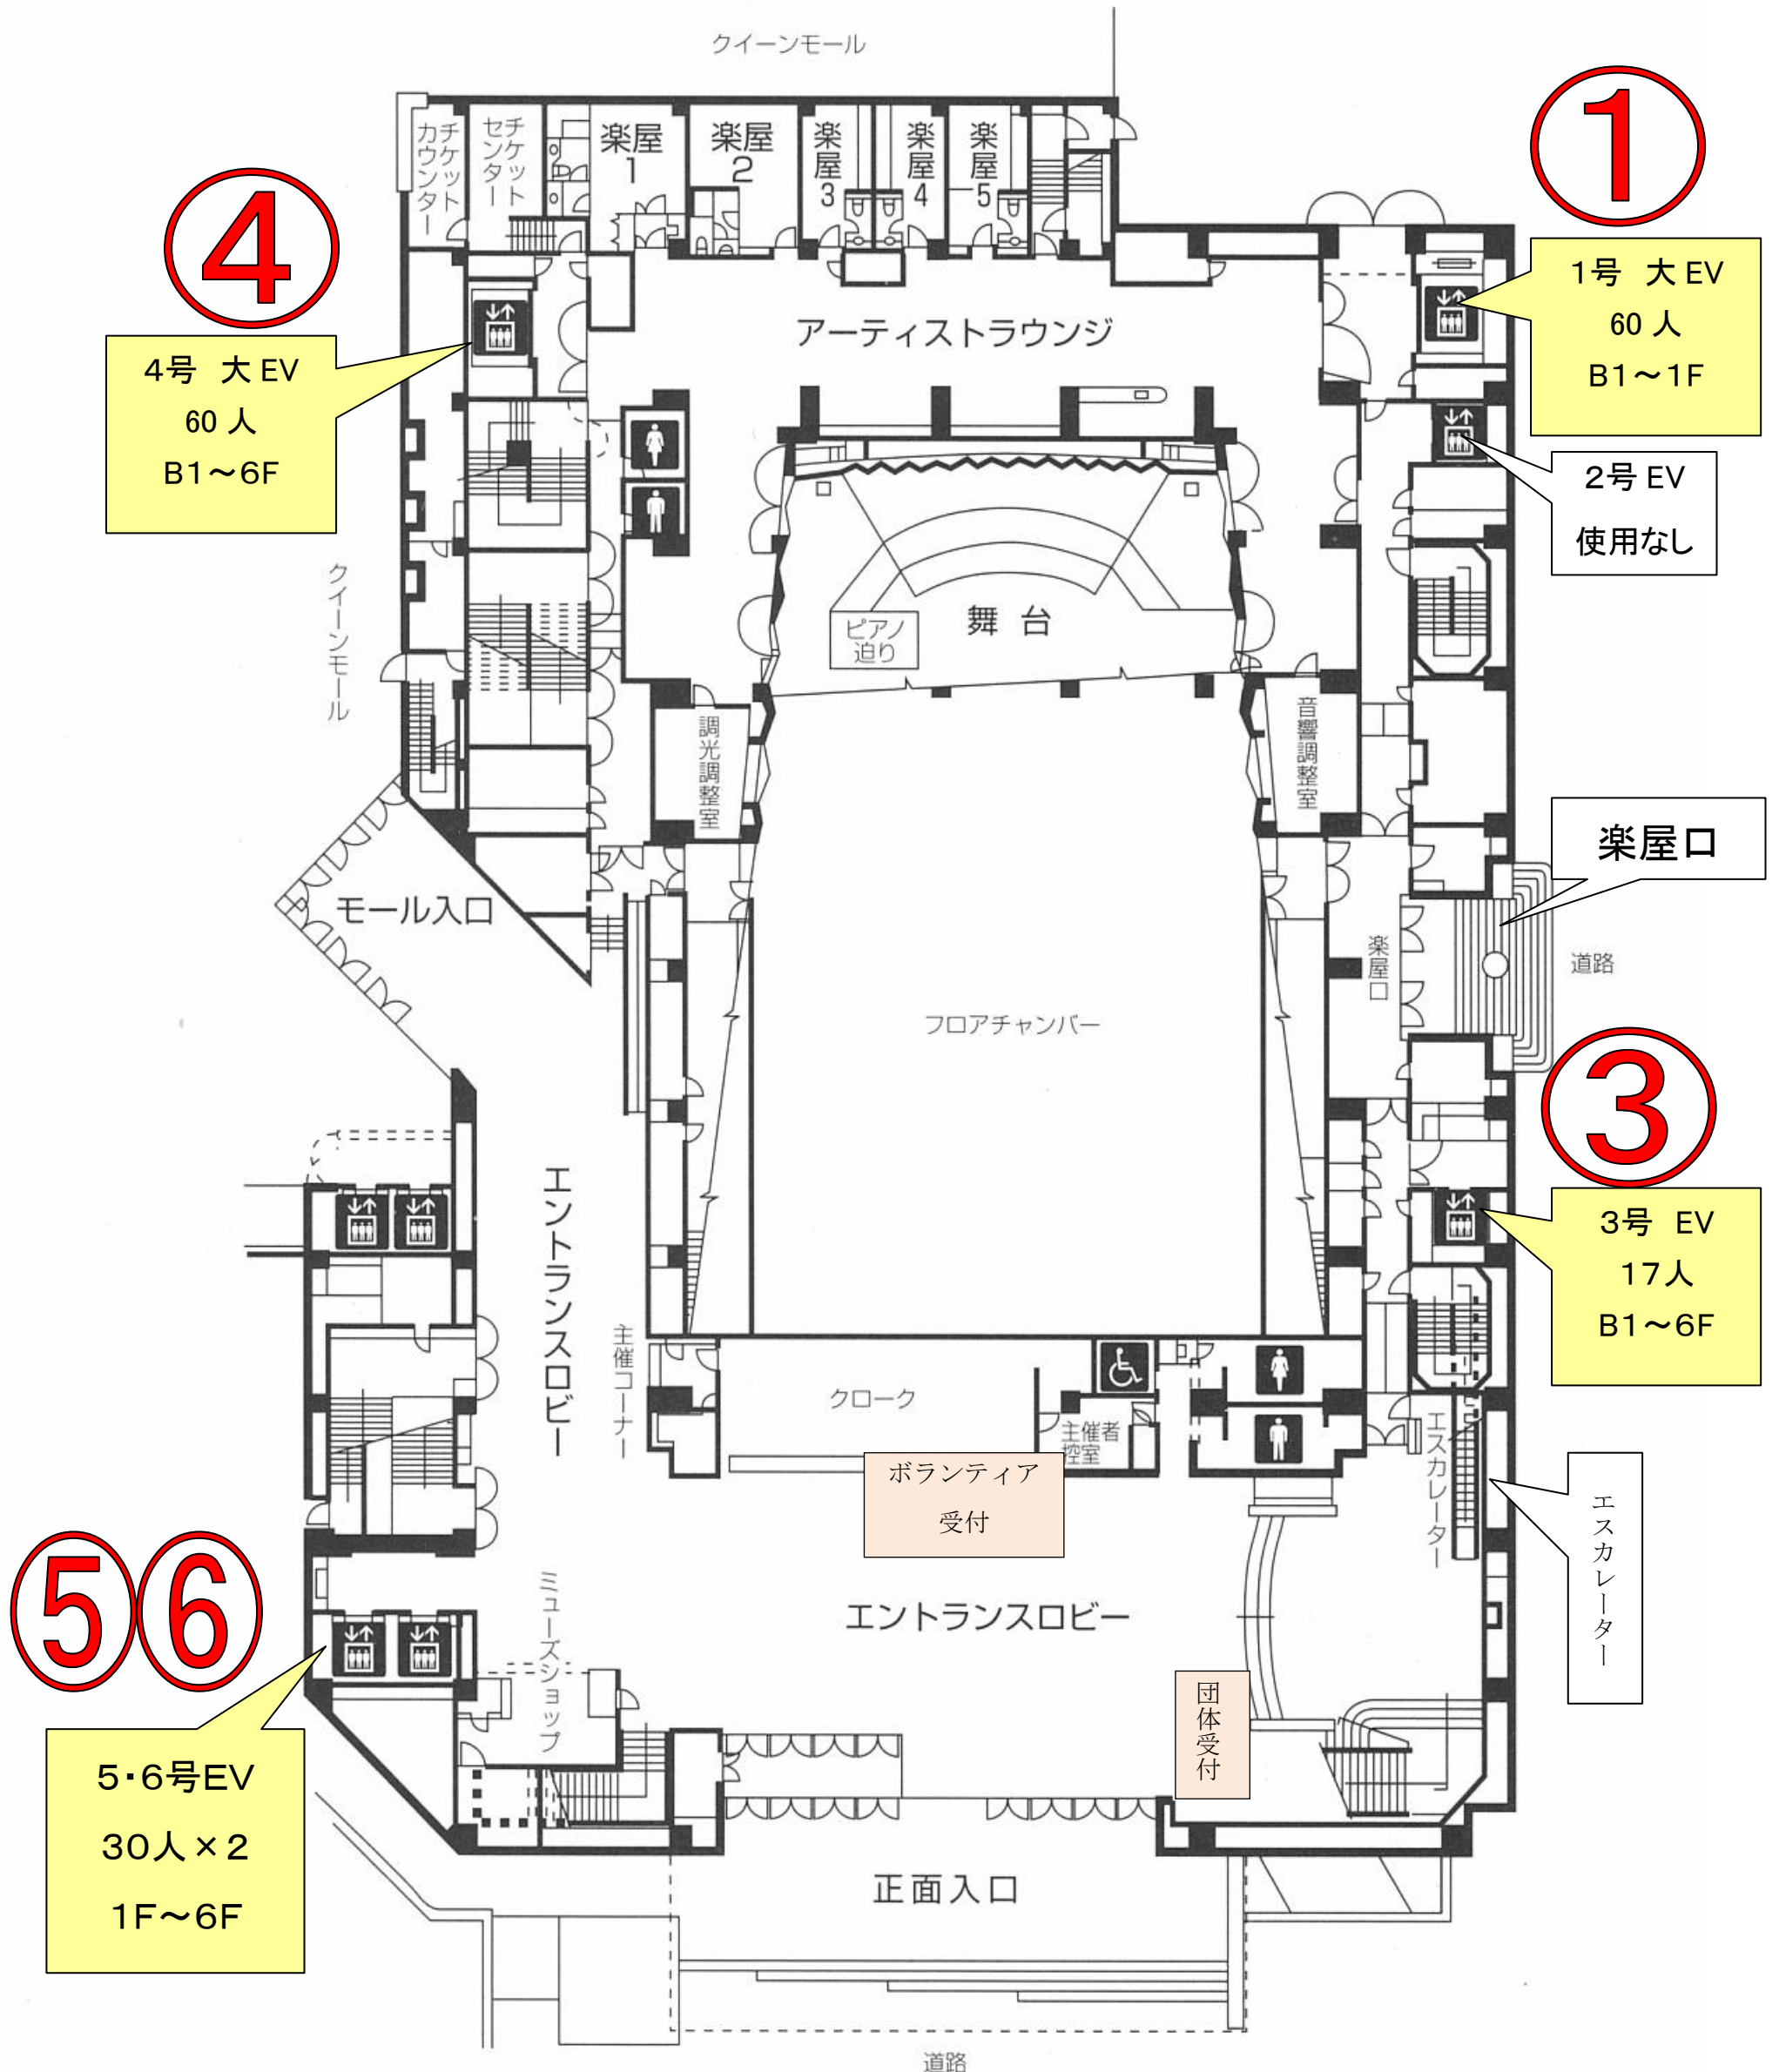 クイーンモール
チケット
カウンター
チケット
センター
楽屋
1
楽屋
2
楽屋
3
楽屋
4
楽屋
5
①
1号 大EV
60人
B1～1F
④
4号 大EV
60人
B1～6F
アーティストラウンジ
2号EV
使用なし
クイーンモール
舞台
ピアノ
迫り
調光調整室
音響調整室
楽屋口
モール入口
楽屋口
道路
フロアチャンバー
③
3号 EV
17人
B1～6F
エントランスロビー
主催コーナー
クローク
主催者
控室
エスカレーター
エスカレーター
ボランティア
受付
⑤⑥
5・6号EV
30人×2
1F～6F
ミューズショップ
エントランスロビー
団体受付
正面入口
道路